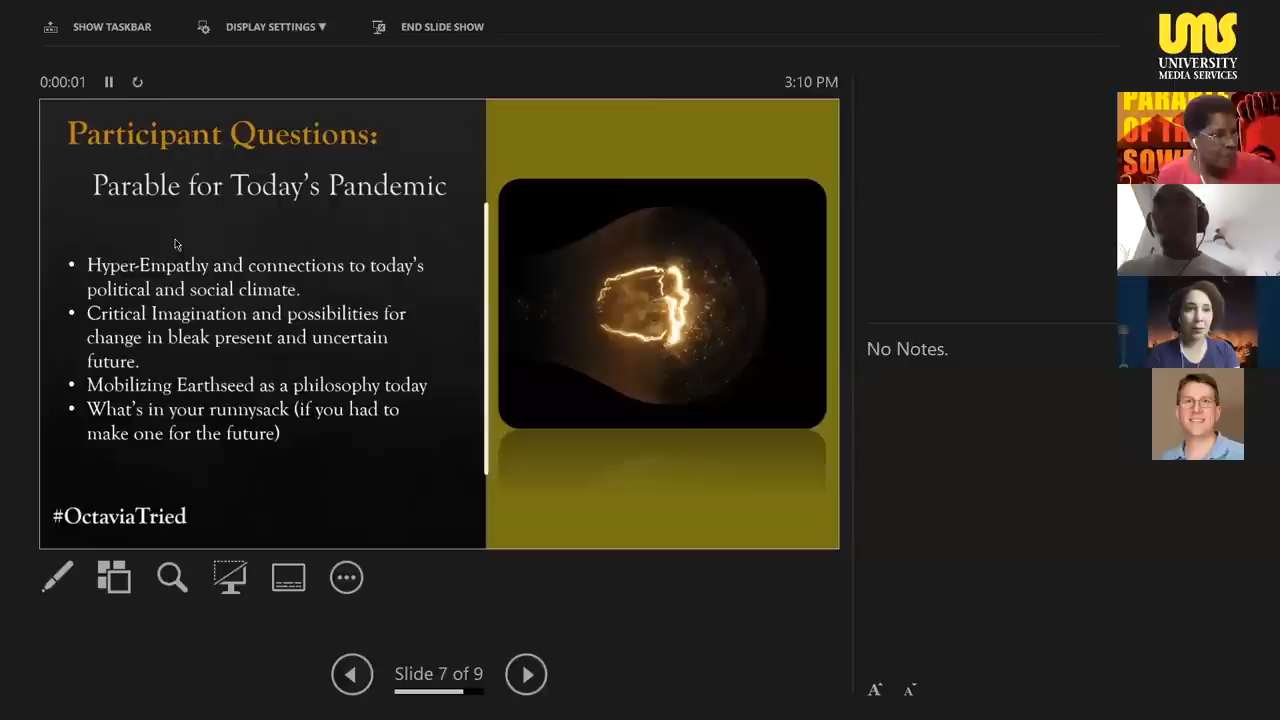 SHOW TASKBAR
DISPLAY SETTINGS ▼
END SLIDE SHOW
UMS
UNIVERSITY
MEDIA SERVICES
0:00:01
3:10 PM
Participant Questions:
Parable for Today's Pandemic
• Hyper-Empathy and connections to today's
political and social climate.
• Critical Imagination and possibilities for
change in bleak present and uncertain
future.
• Mobilizing Earthseed as a philosophy today
• What's in your runnysack (if you had to
make one for the future)
#OctaviaTried
No Notes.
OF
Slide 7 of 9
A A